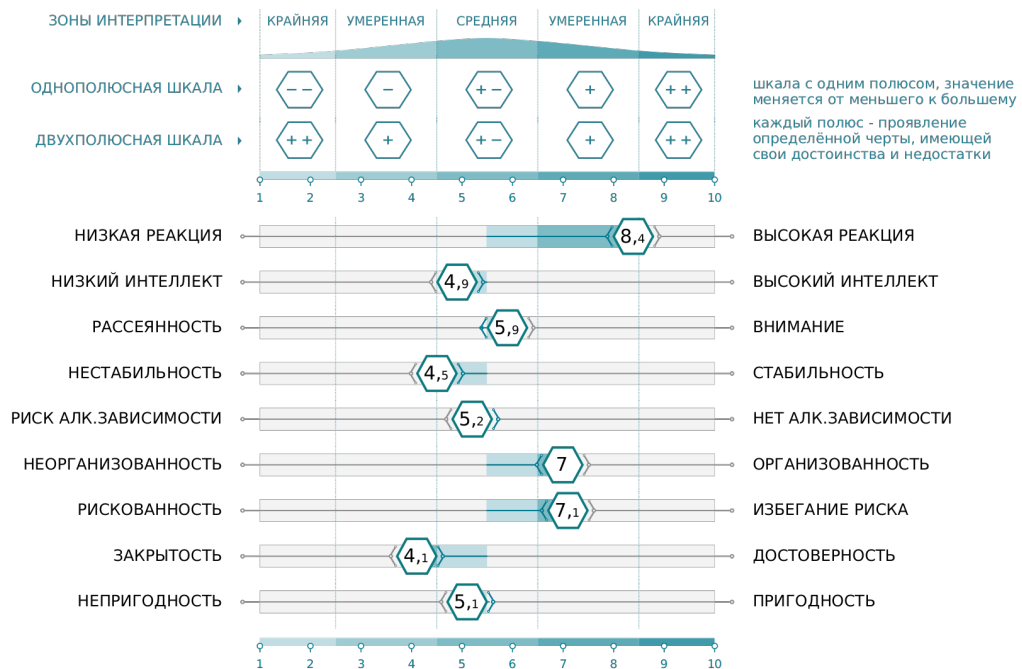 ЗОНЫ ИНТЕРПРЕТАЦИИ КРАЙНЯЯ УМЕРЕННАЯ СРЕДНЯЯ УМЕРЕННАЯ КРАЙНЯЯ
ОДНОПОЛЮСНАЯ ШКАЛА − − − + − + + + шкала с одним полюсом, значение
меняется от меньшего к большему
ДВУХПОЛЮСНАЯ ШКАЛА + + + + − + + + каждый полюс - проявление
определённой черты, имеющей
свои достоинства и недостатки
1 2 3 4 5 6 7 8 9 10
НИЗКАЯ РЕАКЦИЯ 8,4 ВЫСОКАЯ РЕАКЦИЯ
НИЗКИЙ ИНТЕЛЛЕКТ 4,9 ВЫСОКИЙ ИНТЕЛЛЕКТ
РАССЕЯННОСТЬ 5,9 ВНИМАНИЕ
НЕСТАБИЛЬНОСТЬ 4,5 СТАБИЛЬНОСТЬ
РИСК АЛК.ЗАВИСИМОСТИ 5,2 НЕТ АЛК.ЗАВИСИМОСТИ
НЕОРГАНИЗОВАННОСТЬ 7 ОРГАНИЗОВАННОСТЬ
РИСКОВАННОСТЬ 7,1 ИЗБЕГАНИЕ РИСКА
ЗАКРЫТОСТЬ 4,1 ДОСТОВЕРНОСТЬ
НЕПРИГОДНОСТЬ 5,1 ПРИГОДНОСТЬ
1 2 3 4 5 6 7 8 9 10